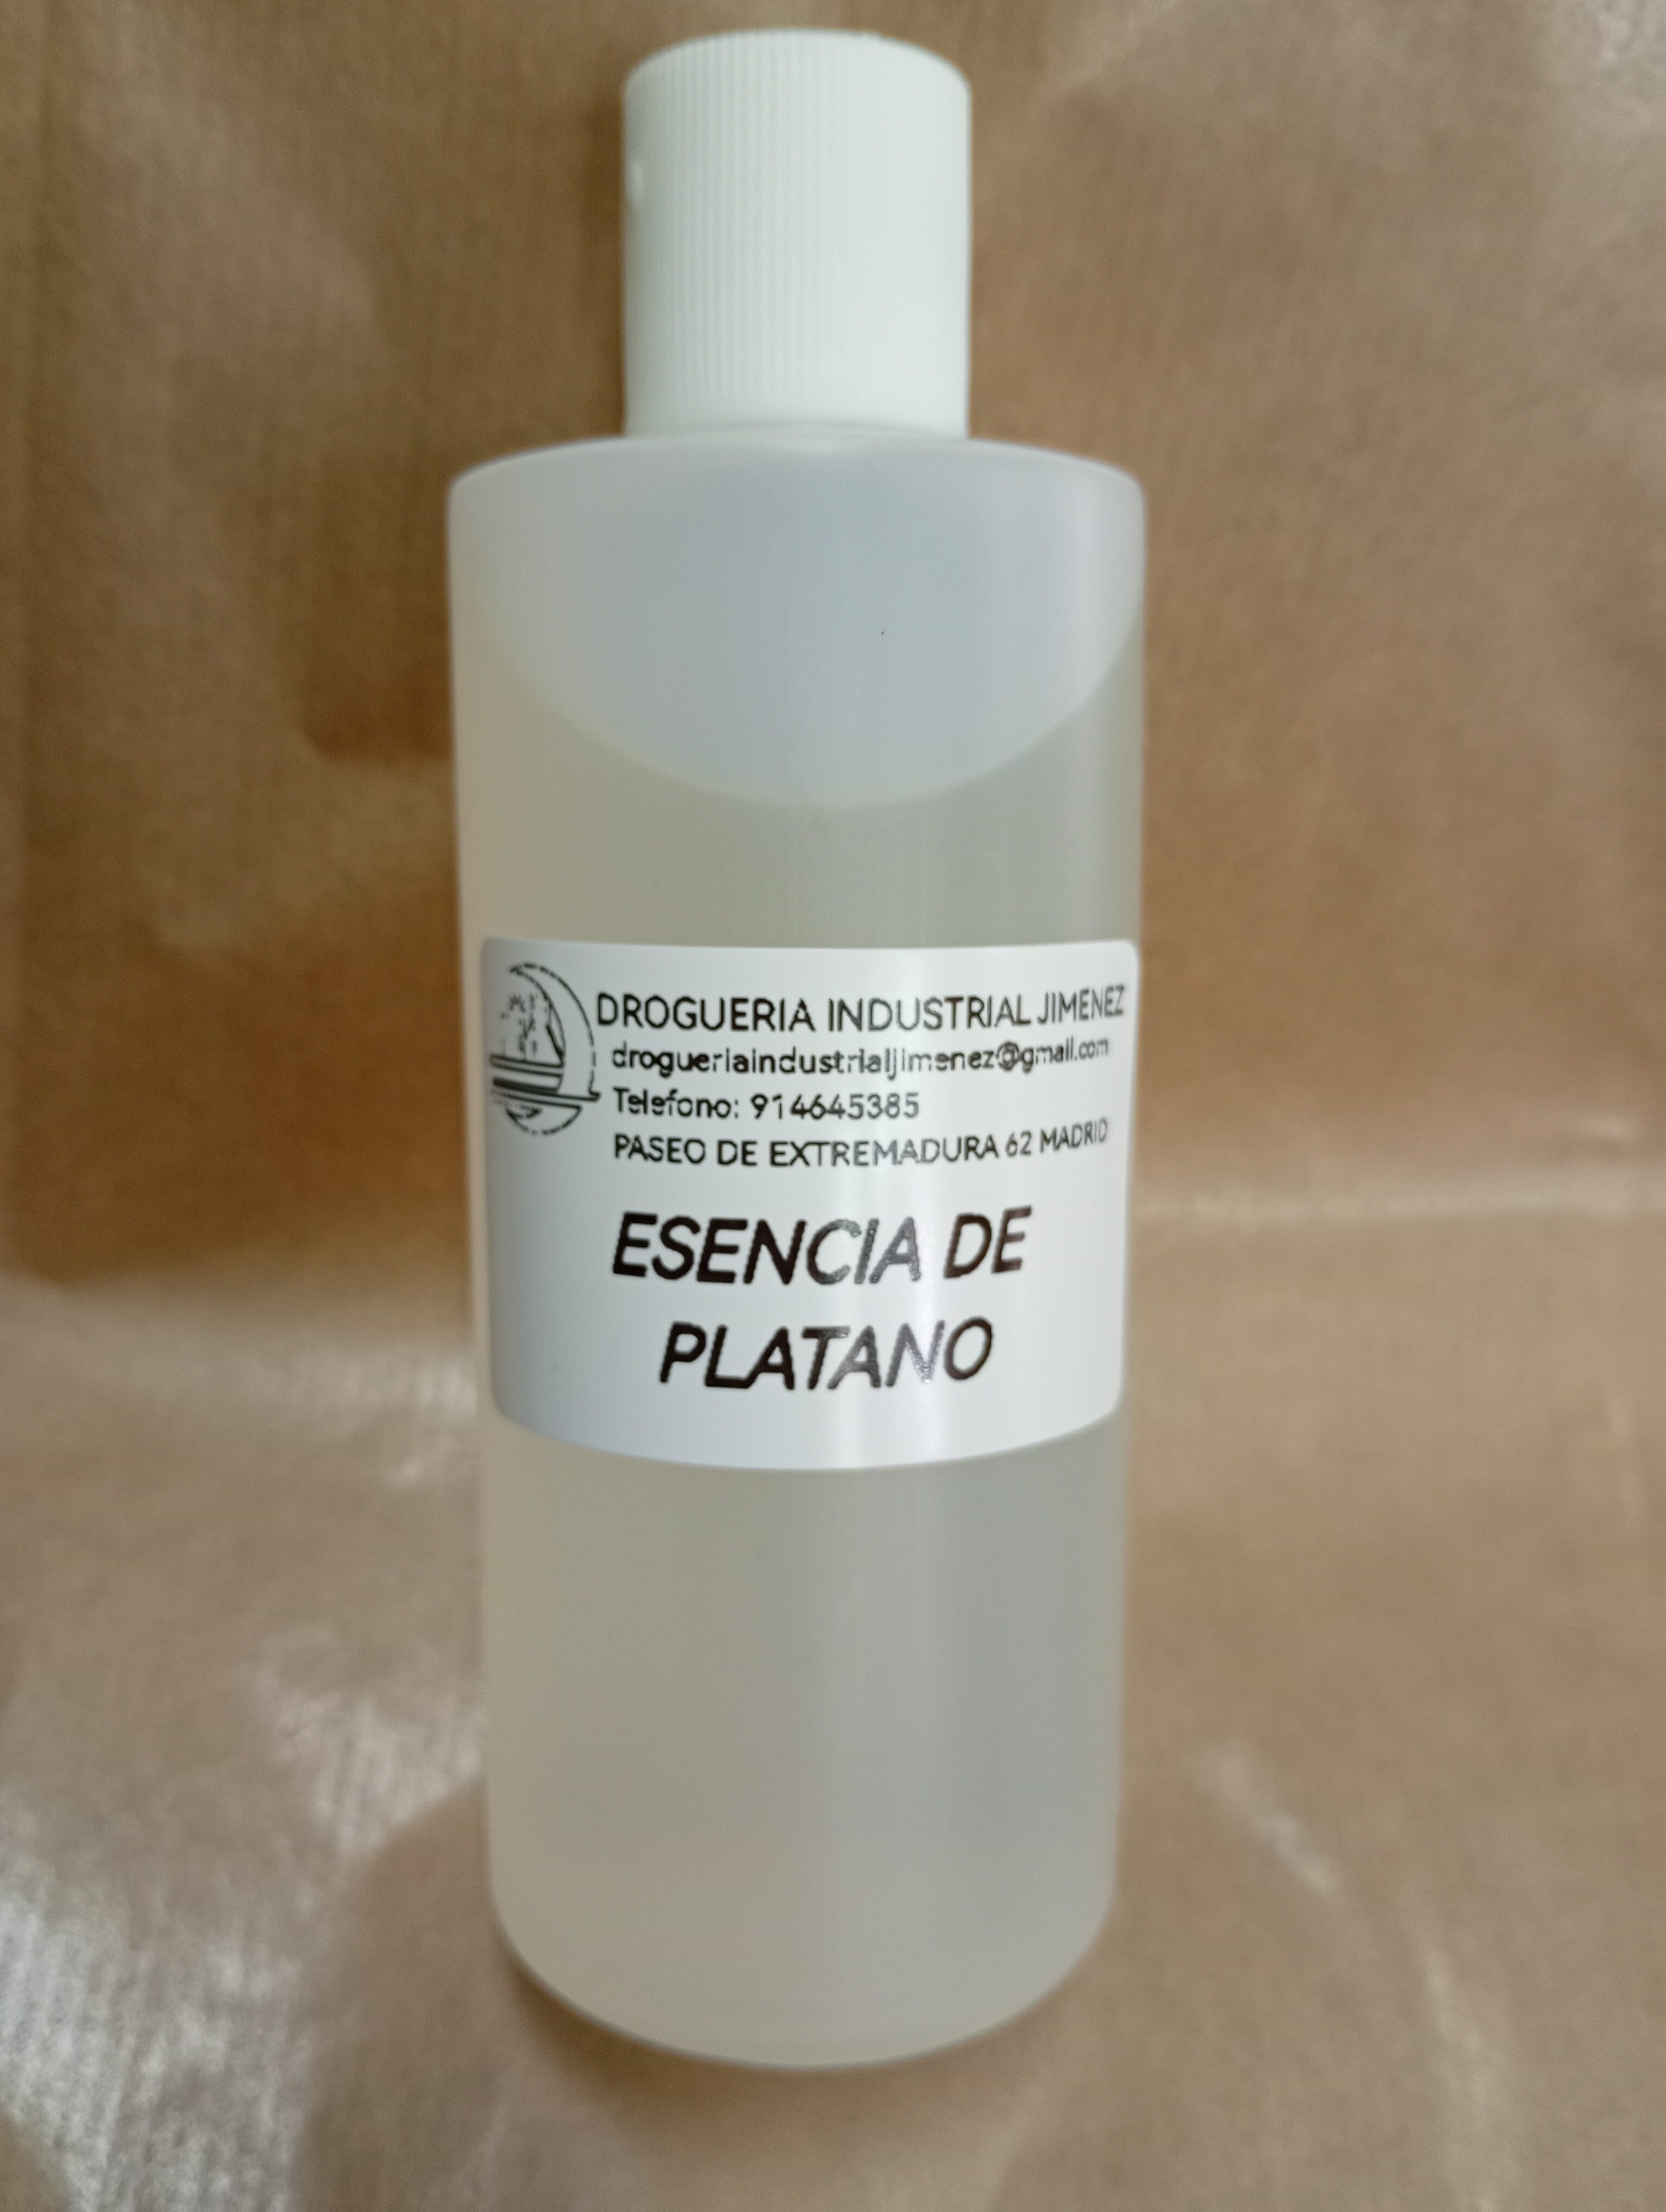 DROGUERIA INDUSTRIAL JIMENEZ
drogueriaindustrialjimenez@gmail.com
Telefono: 914645385
PASEO DE EXTREMADURA 62 MADRID
ESENCIA DE
PLATANO